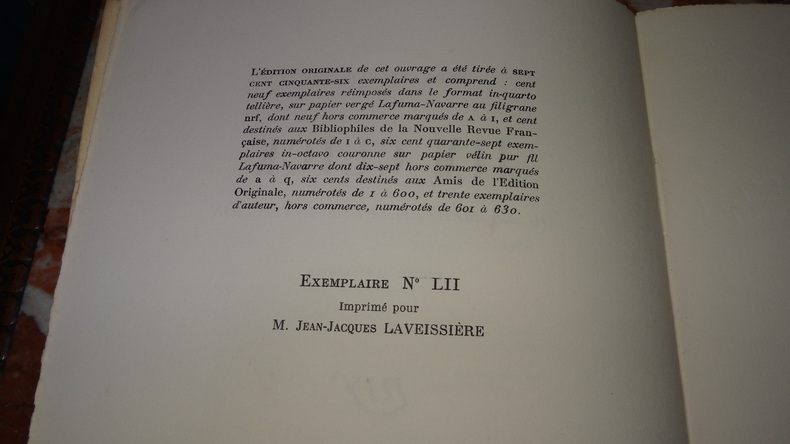 L'ÉDITION ORIGINALE de cet ouvrage a été tirée à SEPT
CENT CINQUANTE-SIX exemplaires et comprend : cent
neuf exemplaires réimposés dans le format in-quarto
tellière, sur papier vergé Lafuma-Navarre au filigrane
nrf, dont neuf hors commerce marqués de A à I, et cent
destinés aux Bibliophiles de la Nouvelle Revue Fran-
çaise, numérotés de I à C, six cent quarante-sept exem-
plaires in-octavo couronne sur papier vélin pur fil
Lafuma-Navarre dont dix-sept hors commerce marqués
de a à q, six cents destinés aux Amis de l'Edition
Originale, numérotés de 1 à 600, et trente exemplaires
d'auteur, hors commerce, numérotés de 601 à 630.
EXEMPLAIRE N° LII
Imprimé pour
M. JEAN-JACQUES LAVEISSIÈRE
nrf